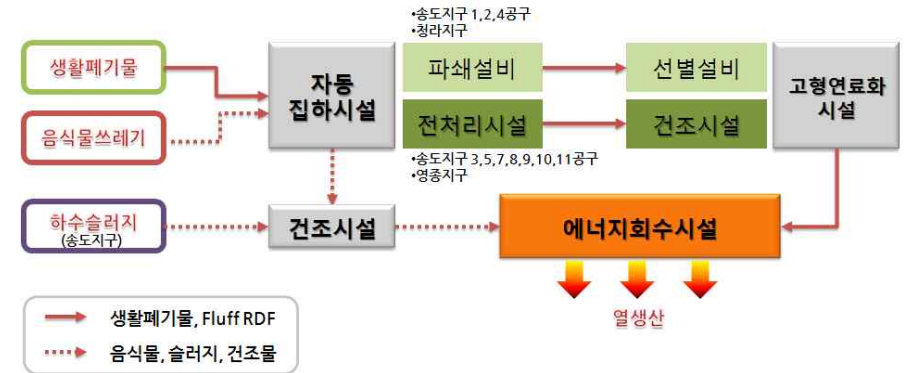 •송도지구 1,2,4공구
•청라지구
생활폐기물
음식물쓰레기
하수슬러지
(송도지구)
자동
집하시설
파쇄설비
선별설비
전처리시설
건조시설
고형연료화
시설
•송도지구 3,5,7,8,9,10,11공구
•영종지구
건조시설
에너지회수시설
열생산
생활폐기물, Fluff RDF
음식물, 슬러지, 건조물